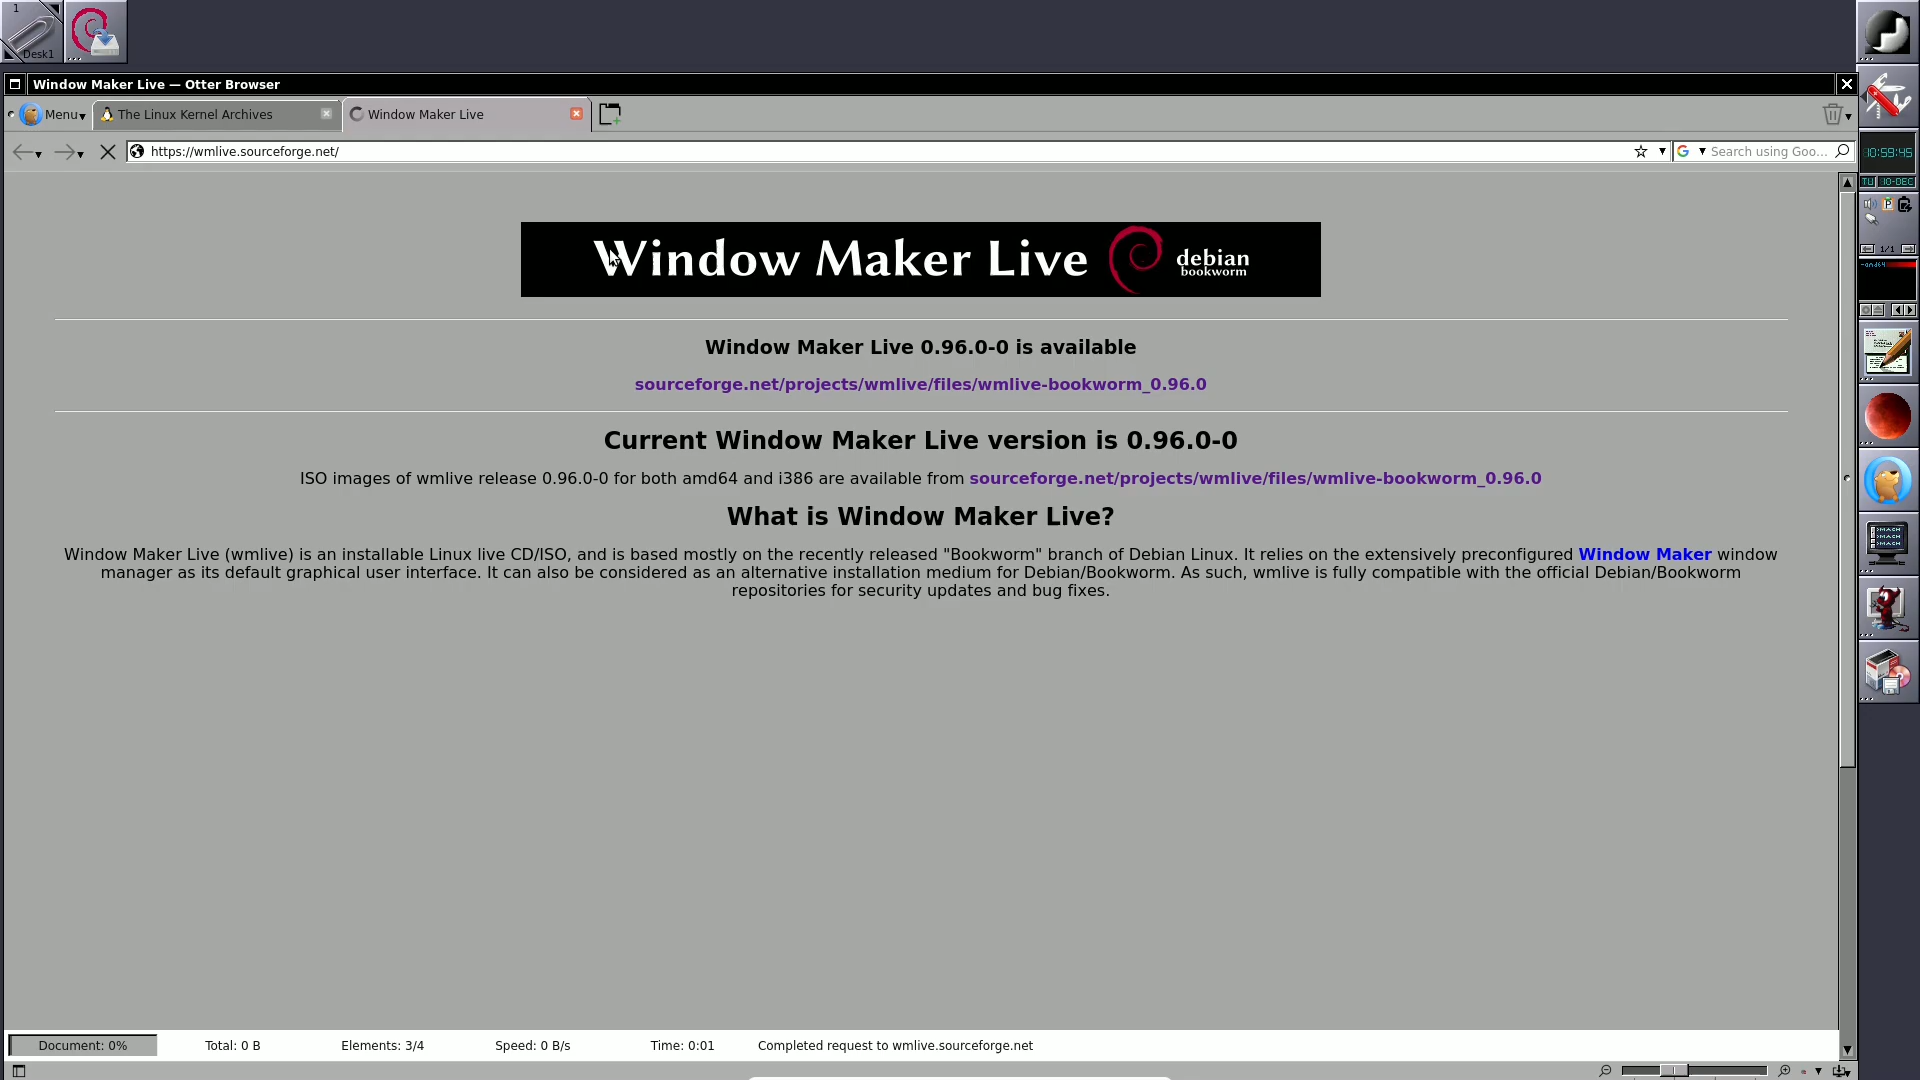 1
Desk1
Window Maker Live — Otter Browser
Menu
The Linux Kernel Archives
Window Maker Live
https://wmlive.sourceforge.net/
Search using Goo...
10:59:45
TU 10-DEC
P
1/1
Window Maker Live debian
bookworm
Window Maker Live 0.96.0-0 is available
sourceforge.net/projects/wmlive/files/wmlive-bookworm_0.96.0
Current Window Maker Live version is 0.96.0-0
ISO images of wmlive release 0.96.0-0 for both amd64 and i386 are available from sourceforge.net/projects/wmlive/files/wmlive-bookworm_0.96.0
What is Window Maker Live?
Window Maker Live (wmlive) is an installable Linux live CD/ISO, and is based mostly on the recently released "Bookworm" branch of Debian Linux. It relies on the extensively preconfigured Window Maker window
manager as its default graphical user interface. It can also be considered as an alternative installation medium for Debian/Bookworm. As such, wmlive is fully compatible with the official Debian/Bookworm
repositories for security updates and bug fixes.
Document: 0% Total: 0 B Elements: 3/4 Speed: 0 B/s Time: 0:01 Completed request to wmlive.sourceforge.net